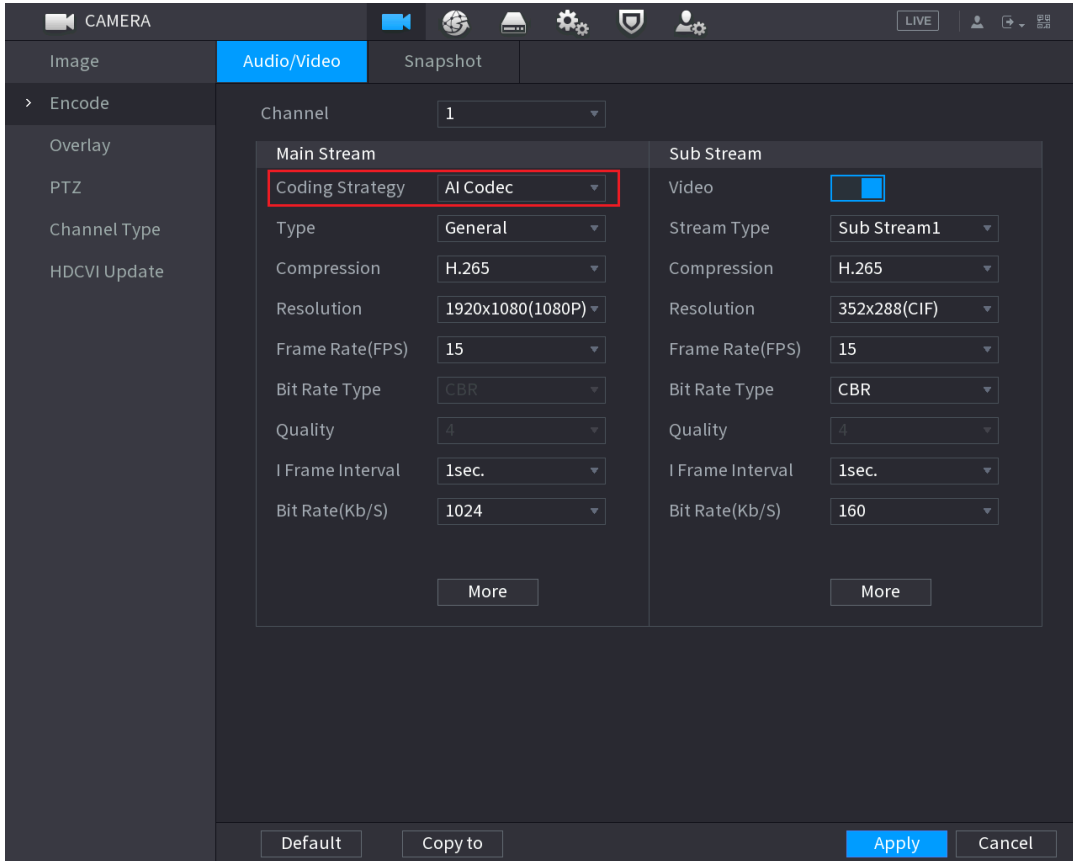 CAMERA
LIVE
Image
Encode
Overlay
PTZ
Channel Type
HDCVI Update
Audio/Video Snapshot
Channel 1
Main Stream Sub Stream
Coding Strategy AI Codec Video
Type General Stream Type Sub Stream1
Compression H.265 Compression H.265
Resolution 1920x1080(1080P) Resolution 352x288(CIF)
Frame Rate(FPS) 15 Frame Rate(FPS) 15
Bit Rate Type CBR Bit Rate Type CBR
Quality 4 Quality 4
I Frame Interval 1sec. I Frame Interval 1sec.
Bit Rate(Kb/S) 1024 Bit Rate(Kb/S) 160
More More
Default Copy to Apply Cancel